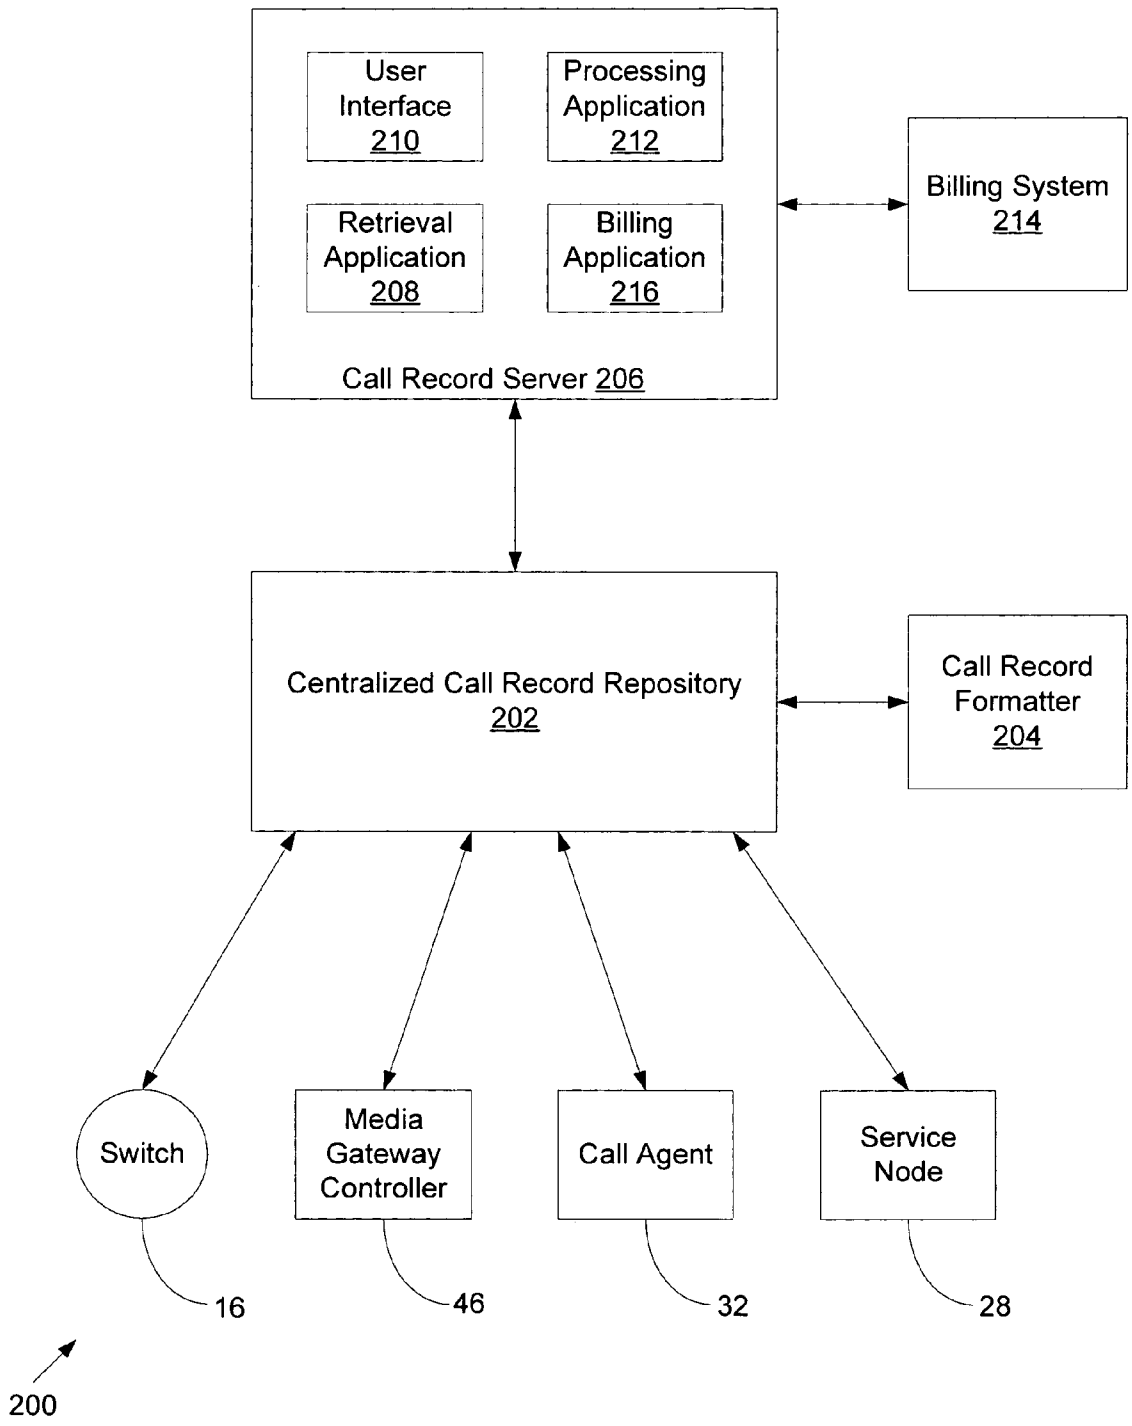 User
Interface
210
Processing
Application
212
Retrieval
Application
208
Billing
Application
216
Call Record Server 206
Billing System
214
Centralized Call Record Repository
202
Call Record
Formatter
204
Switch
Media
Gateway
Controller
Call Agent
Service
Node
16
46
32
28
200